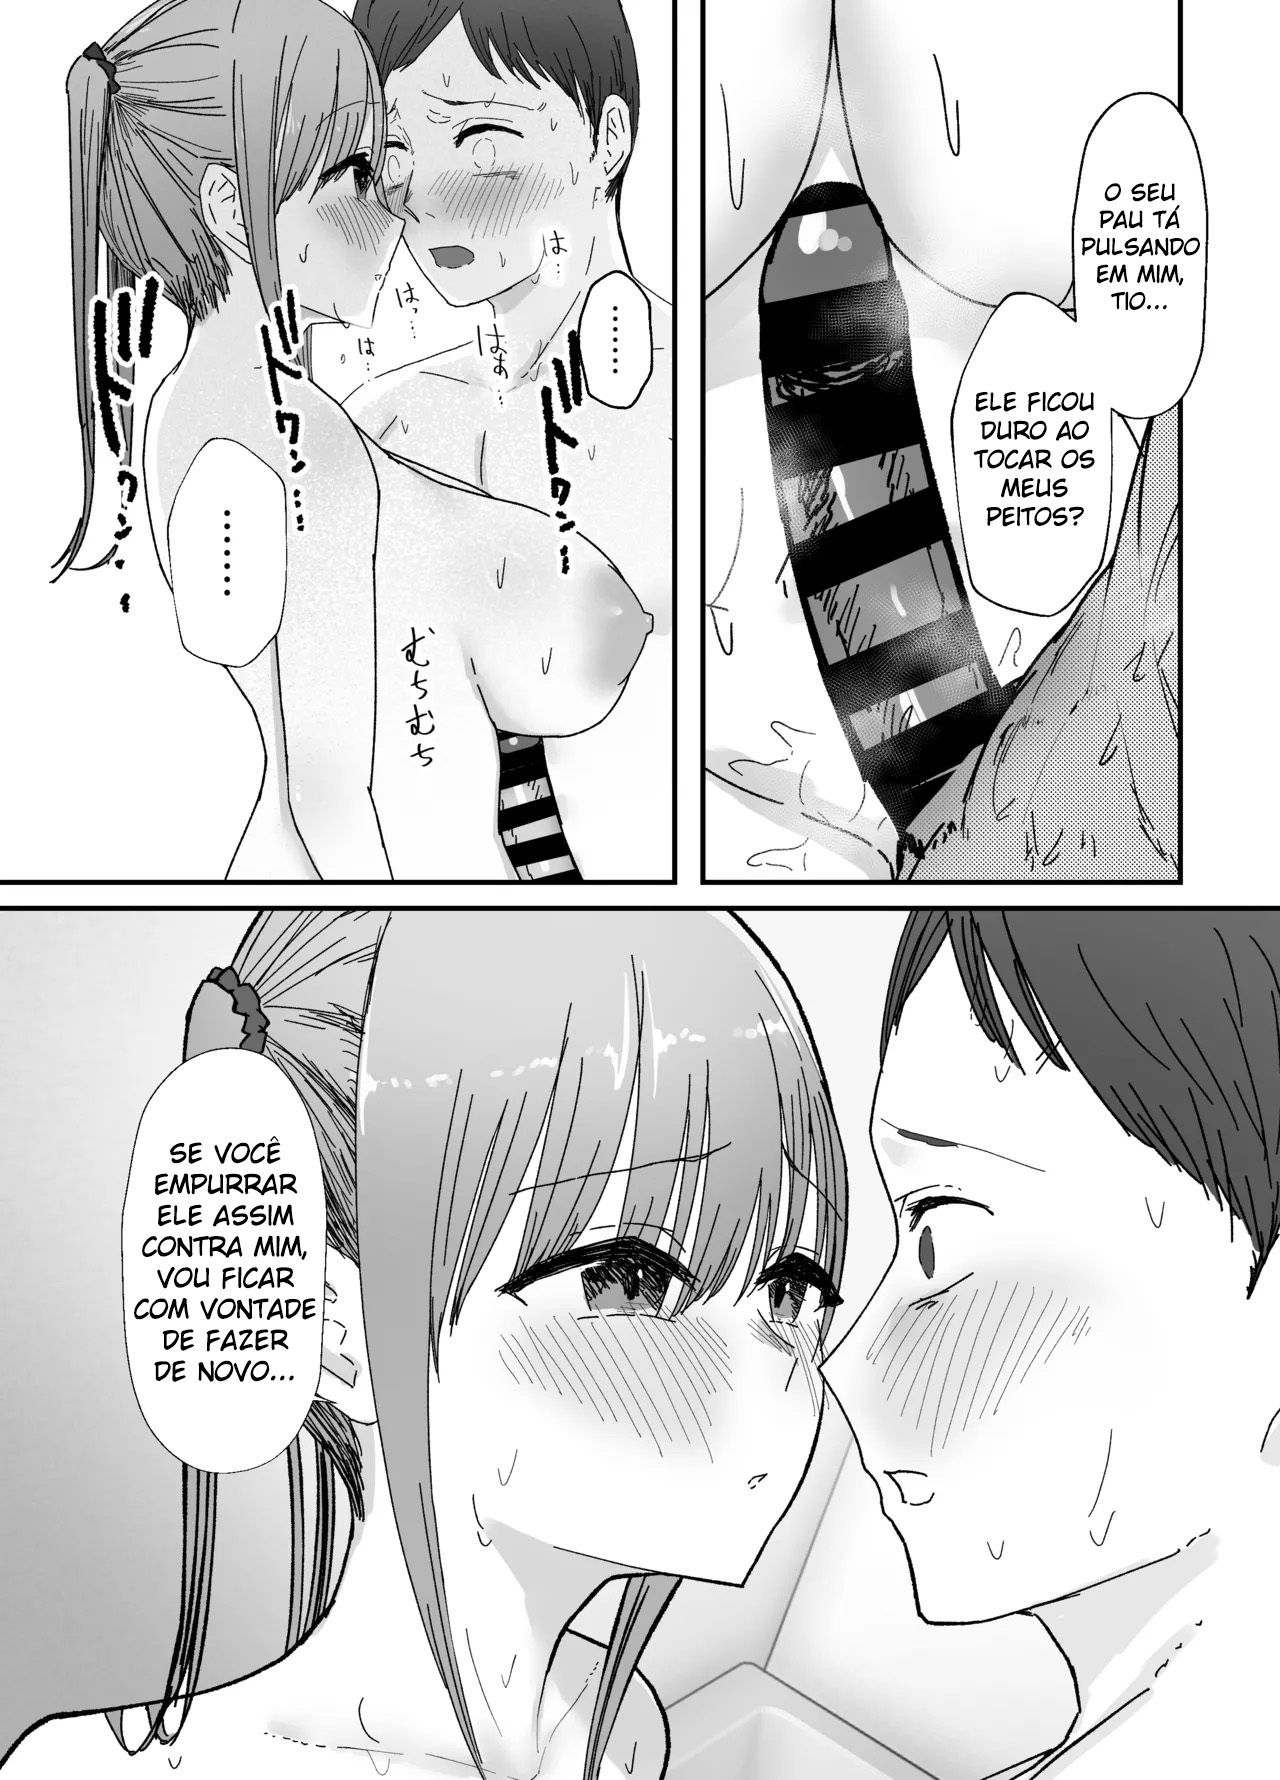 O SEU
PAU TÁ
PULSANDO
EM MIM,
TIO...
ELE FICOU
DURO AO
TOCAR OS
MEUS
PEITOS?
は…
はっ…
は…
はぁ…
………
ドクン…
ドクン…
ドクン…
………
むちむち
SE VOCÊ
EMPURRAR
ELE ASSIM
CONTRA MIM,
VOU FICAR
COM VONTADE
DE FAZER
DE NOVO...